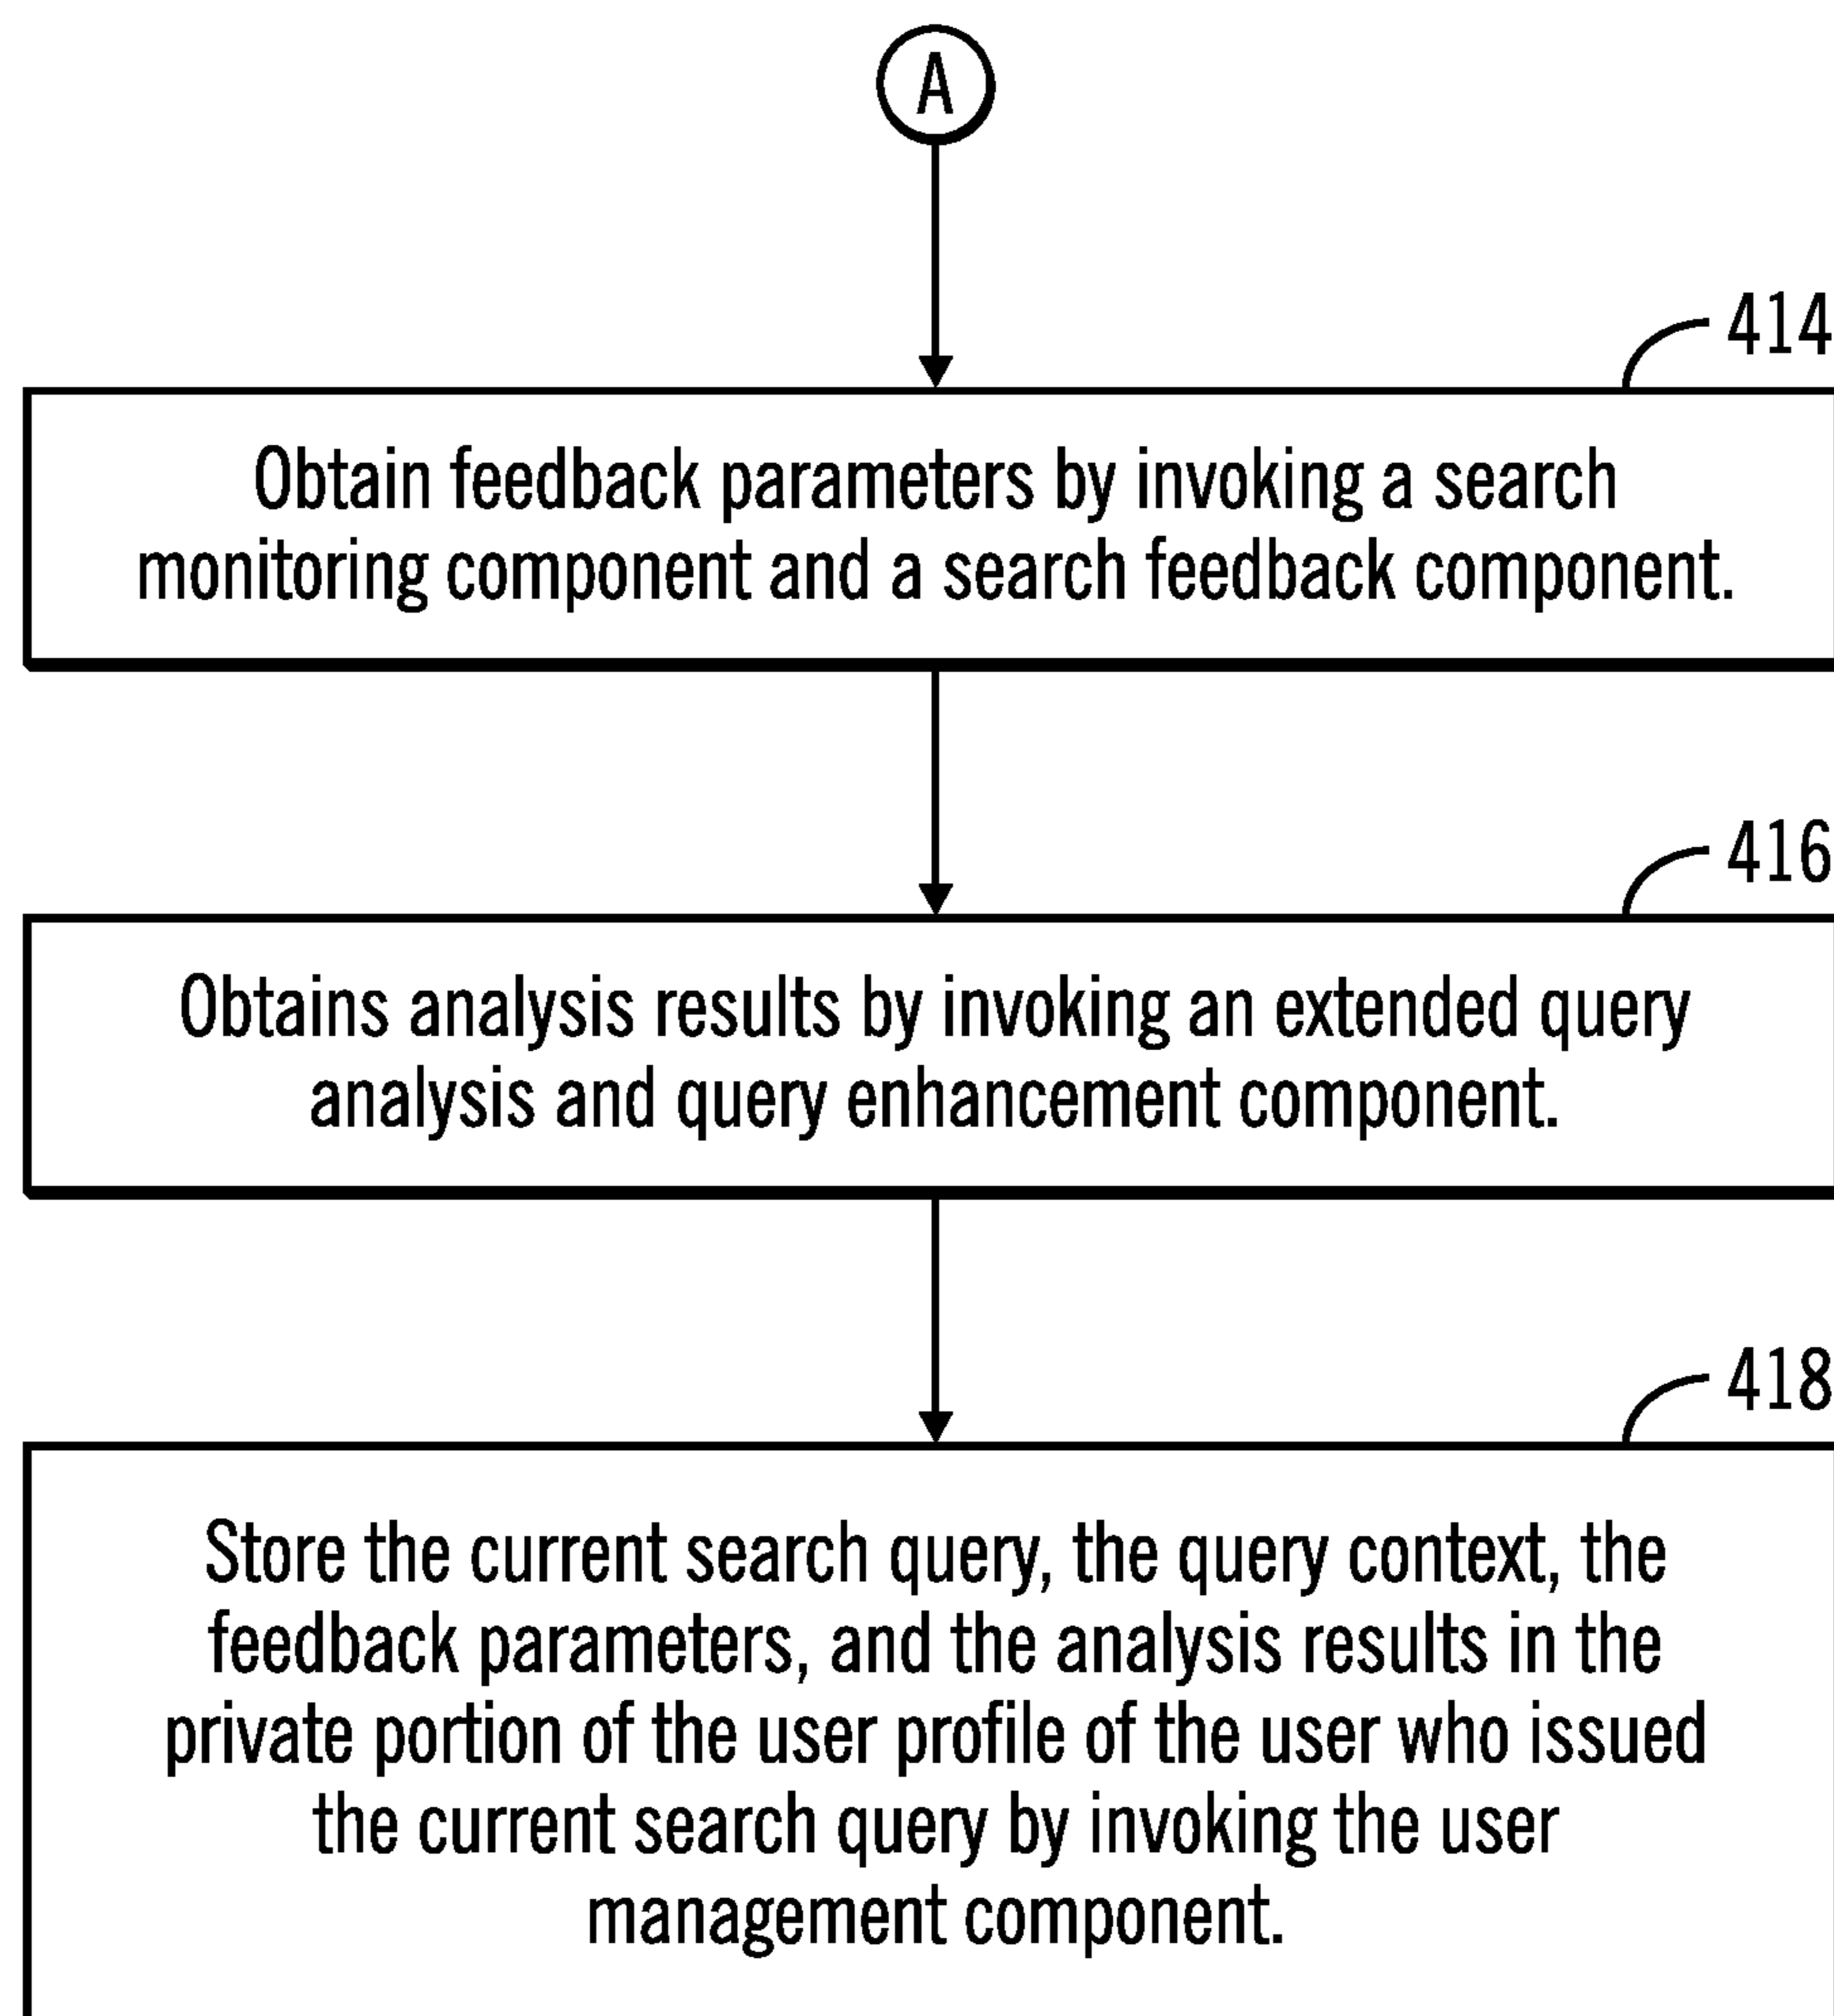 A
414
Obtain feedback parameters by invoking a search
monitoring component and a search feedback component.
416
Obtains analysis results by invoking an extended query
analysis and query enhancement component.
418
Store the current search query, the query context, the
feedback parameters, and the analysis results in the
private portion of the user profile of the user who issued
the current search query by invoking the user
management component.